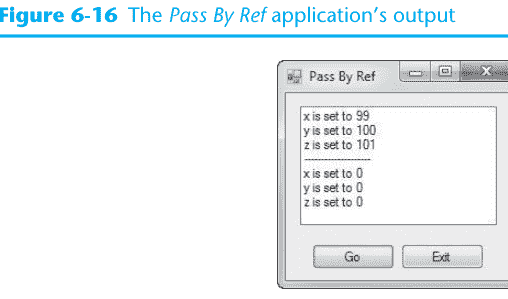 Figure 6-16 The Pass By Ref application's output
Pass By Ref
x is set to 99
y is set to 100
z is set to 101
--------------------
x is set to 0
y is set to 0
z is set to 0
Go Exit